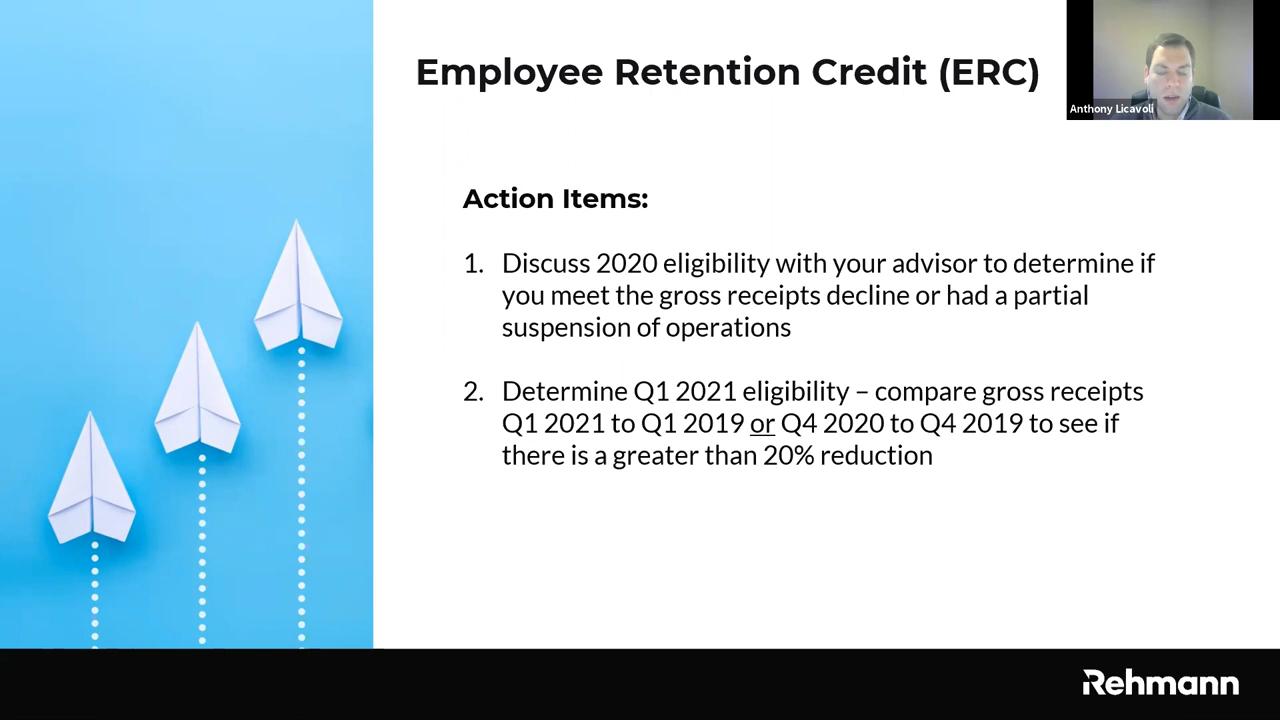 Employee Retention Credit (ERC)
Anthony Licavoli
Action Items:
1. Discuss 2020 eligibility with your advisor to determine if
you meet the gross receipts decline or had a partial
suspension of operations
2. Determine Q1 2021 eligibility – compare gross receipts
Q1 2021 to Q1 2019 or Q4 2020 to Q4 2019 to see if
there is a greater than 20% reduction
Rehmann